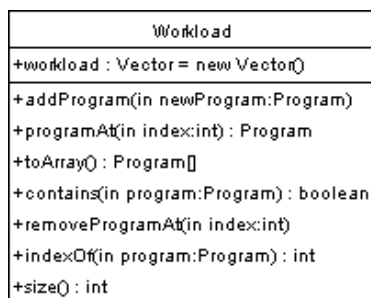 Workload
+workload : Vector = new Vector()
+addProgram(in newProgram:Program)
+programAt(in index:int) : Program
+toArray() : Program[]
+contains(in program:Program) : boolean
+removeProgramAt(in index:int)
+indexOf(in program:Program) : int
+size() : int